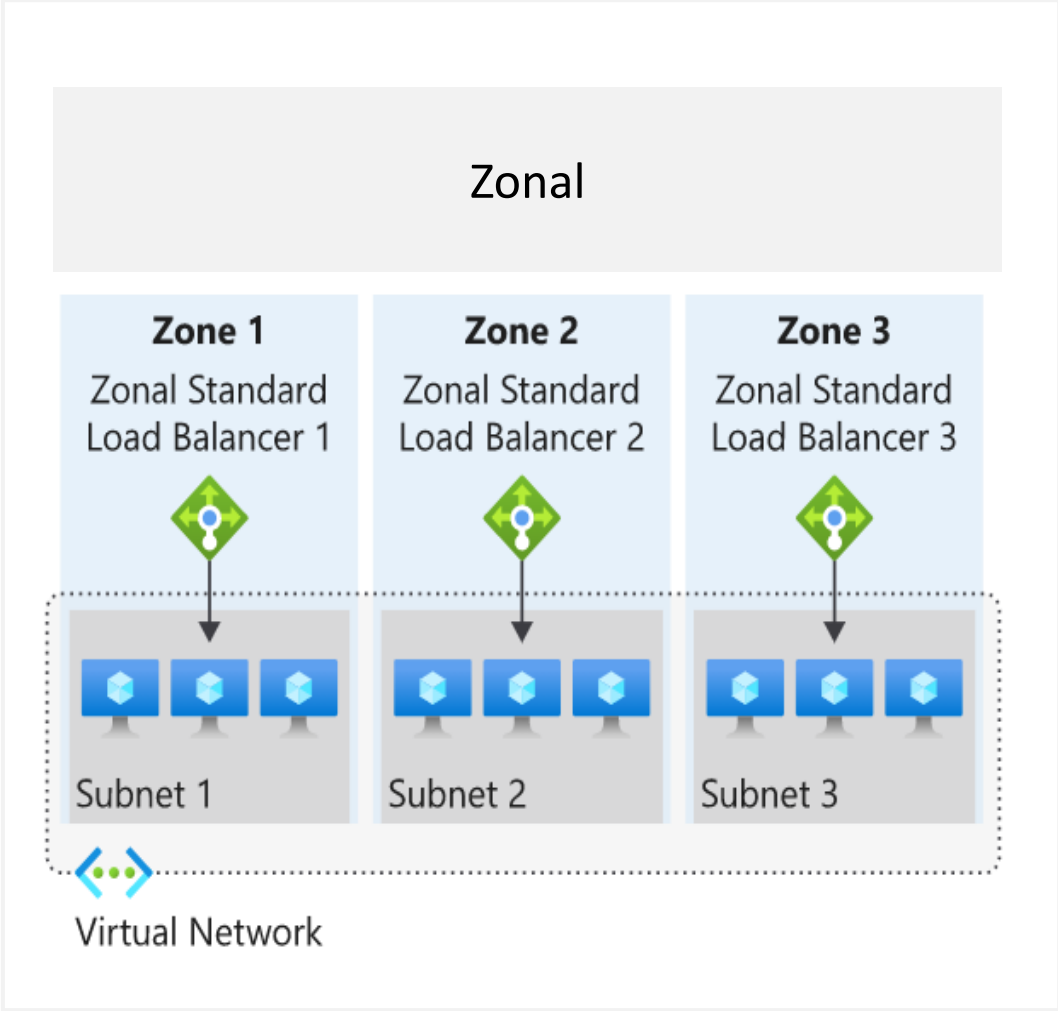 Zonal
Zone 1
Zonal Standard
Load Balancer 1
Zone 2
Zonal Standard
Load Balancer 2
Zone 3
Zonal Standard
Load Balancer 3
Subnet 1
Subnet 2
Subnet 3
Virtual Network